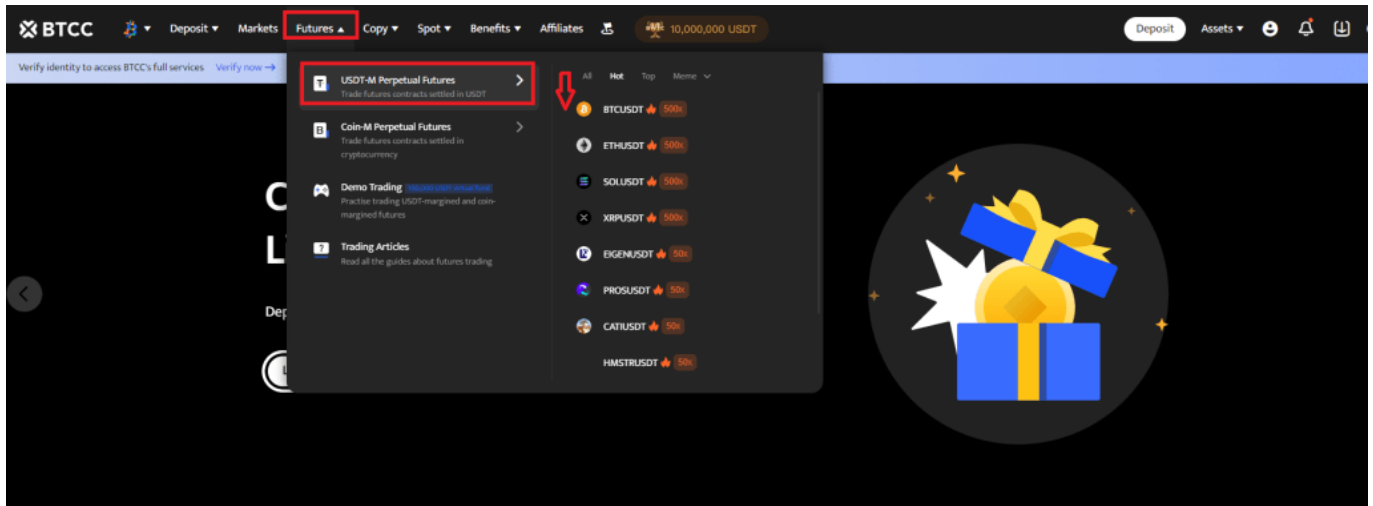 BTCC
Deposit
Markets
Futures
Copy
Spot
Benefits
Affiliates
10,000,000 USDT
Deposit
Assets
Verify identity to access BTCC's full services Verify now →
USDT-M Perpetual Futures
Trade futures contracts settled in USDT
Coin-M Perpetual Futures
Trade futures contracts settled in
cryptocurrency
Demo Trading
Practise trading USDT-margined and coin-
margined futures
Trading Articles
Read all the guides about futures trading
All Hot Top Meme
BTCUSDT 500x
ETHUSDT 500x
SOLUSDT 500x
XRPUSDT 500x
EIGENUSDT 50x
PROSUSDT 50x
CATIUSDT 50x
HMSTRUSDT 50x
C
L
Dep